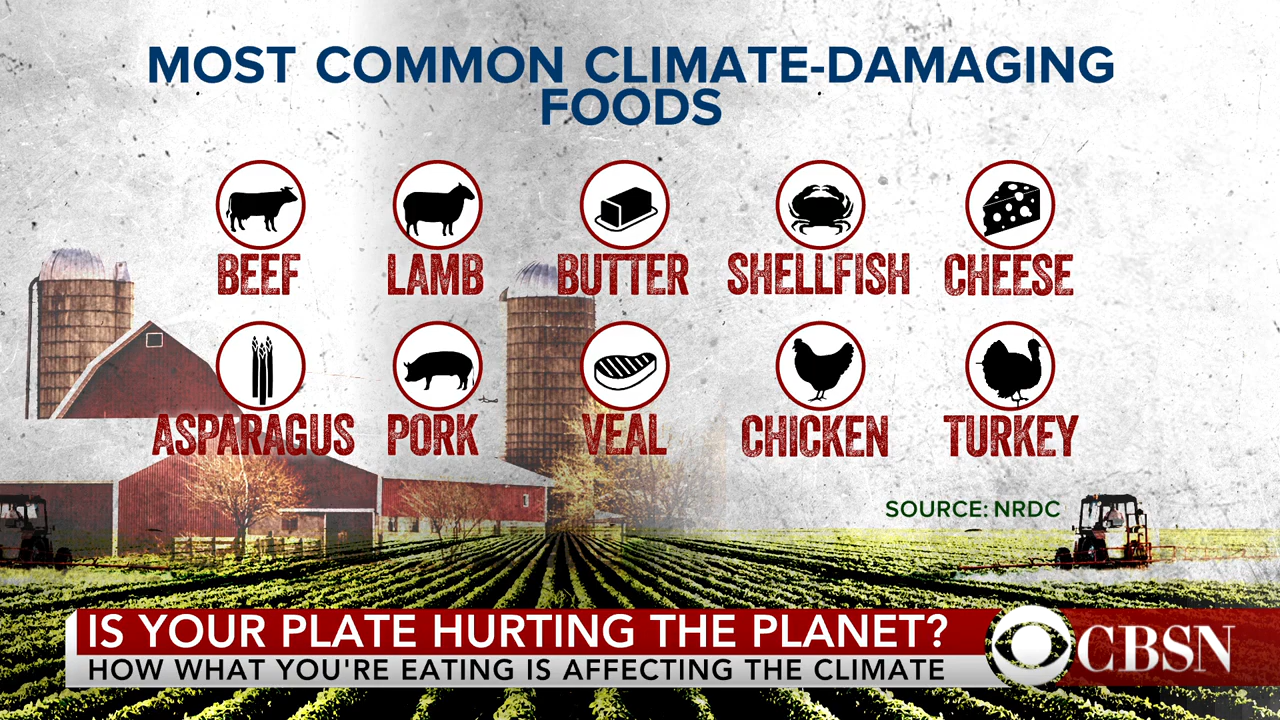 MOST COMMON CLIMATE-DAMAGING
FOODS
BEEF LAMB BUTTER SHELLFISH CHEESE
ASPARAGUS PORK VEAL CHICKEN TURKEY
SOURCE: NRDC
IS YOUR PLATE HURTING THE PLANET?
HOW WHAT YOU'RE EATING IS AFFECTING THE CLIMATE
CBSN